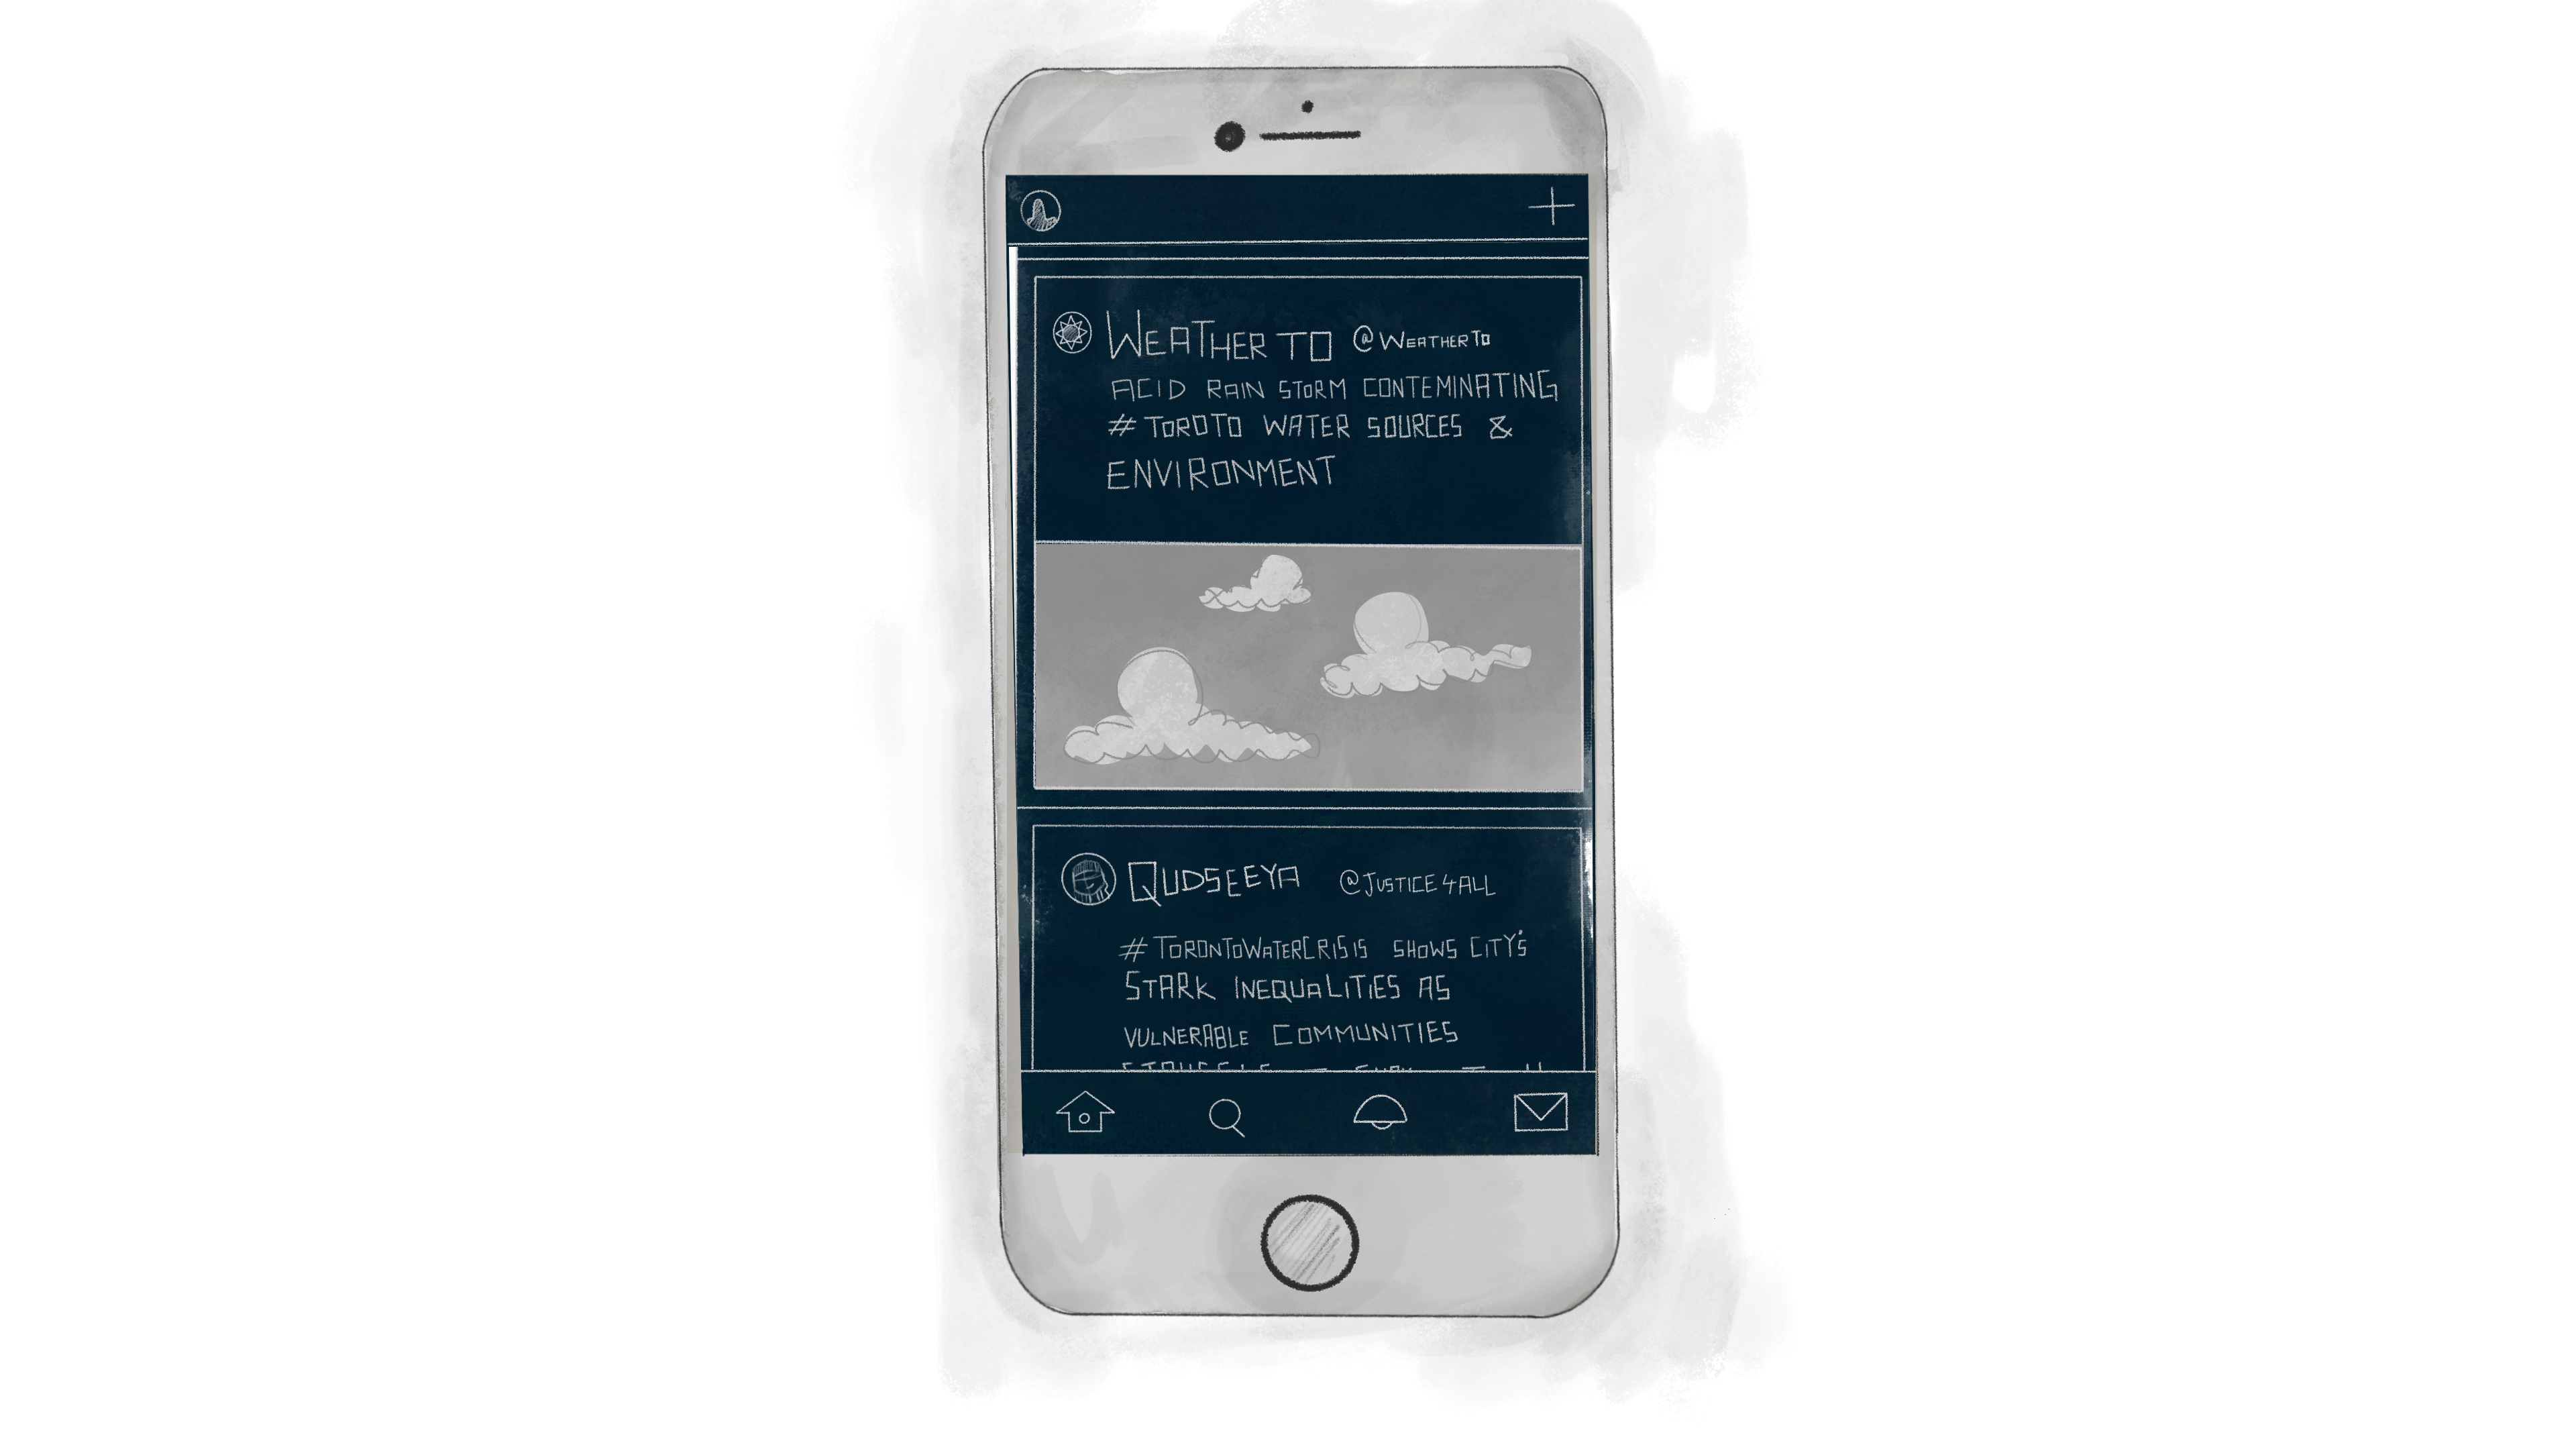 WEATHER TO @WEATHERTO
ACID RAIN STORM CONTEMINATING
#TOROTO WATER SOURCES &
ENVIRONMENT
QUDSEEYA @JUSTICE4ALL
#TORONTOWATERCRISIS SHOWS CITY'S
STARK INEQUALITIES AS
VULNERABLE COMMUNITIES